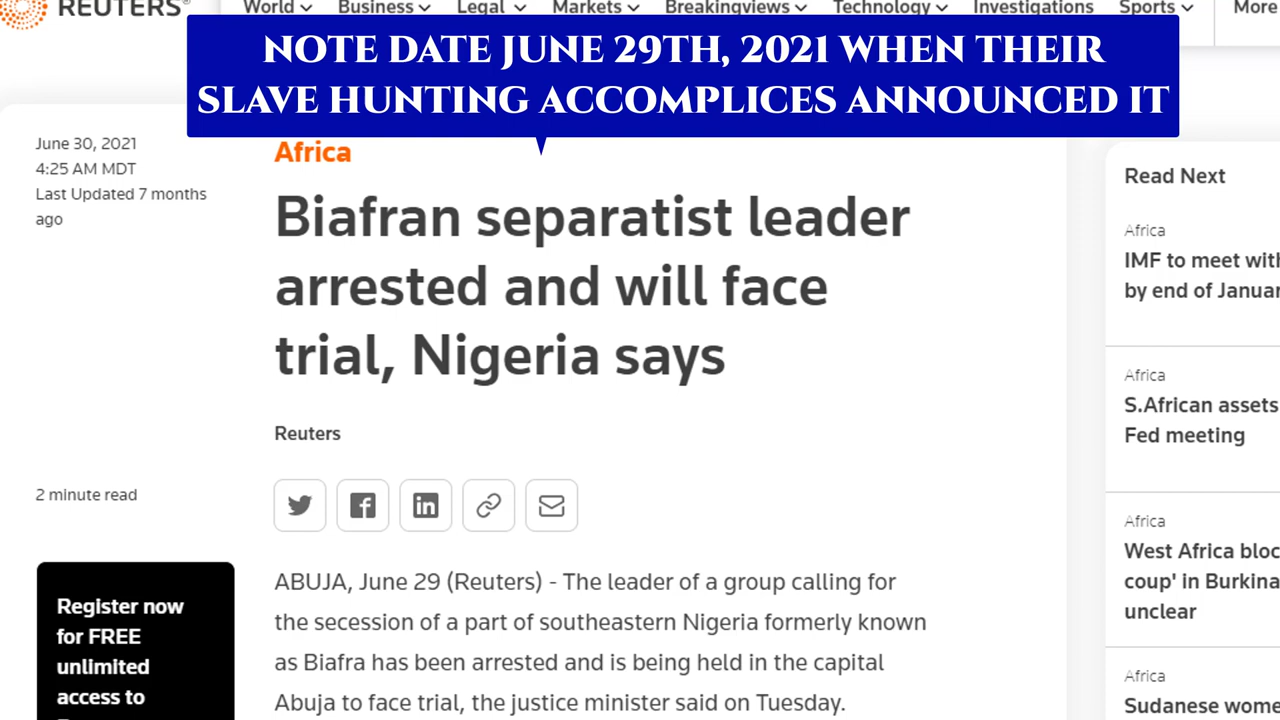 REUTERS®
World Business Legal Markets Breakingviews Technology Investigations Sports More
NOTE DATE JUNE 29TH, 2021 WHEN THEIR
SLAVE HUNTING ACCOMPLICES ANNOUNCED IT
June 30, 2021
4:25 AM MDT
Last Updated 7 months
ago
Africa
Biafran separatist leader
arrested and will face
trial, Nigeria says
Reuters
2 minute read
Register now
for FREE
unlimited
access to
ABUJA, June 29 (Reuters) - The leader of a group calling for
the secession of a part of southeastern Nigeria formerly known
as Biafra has been arrested and is being held in the capital
Abuja to face trial, the justice minister said on Tuesday.
Read Next
Africa
IMF to meet with
by end of Januar
Africa
S.African assets
Fed meeting
Africa
West Africa bloc
coup' in Burkina
unclear
Africa
Sudanese wome